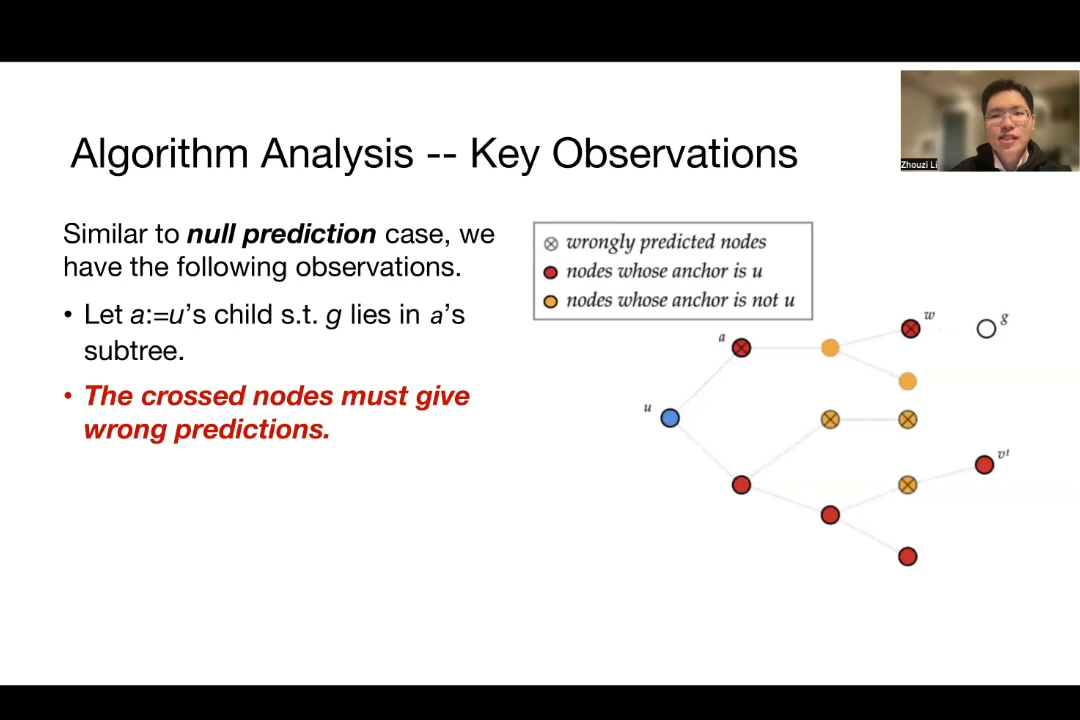 Algorithm Analysis -- Key Observations
Zhouzi Li
Similar to null prediction case, we
have the following observations.
• Let a:=u's child s.t. g lies in a's
subtree.
• The crossed nodes must give
wrong predictions.
wrongly predicted nodes
nodes whose anchor is u
nodes whose anchor is not u
w
g
a
u
v^t